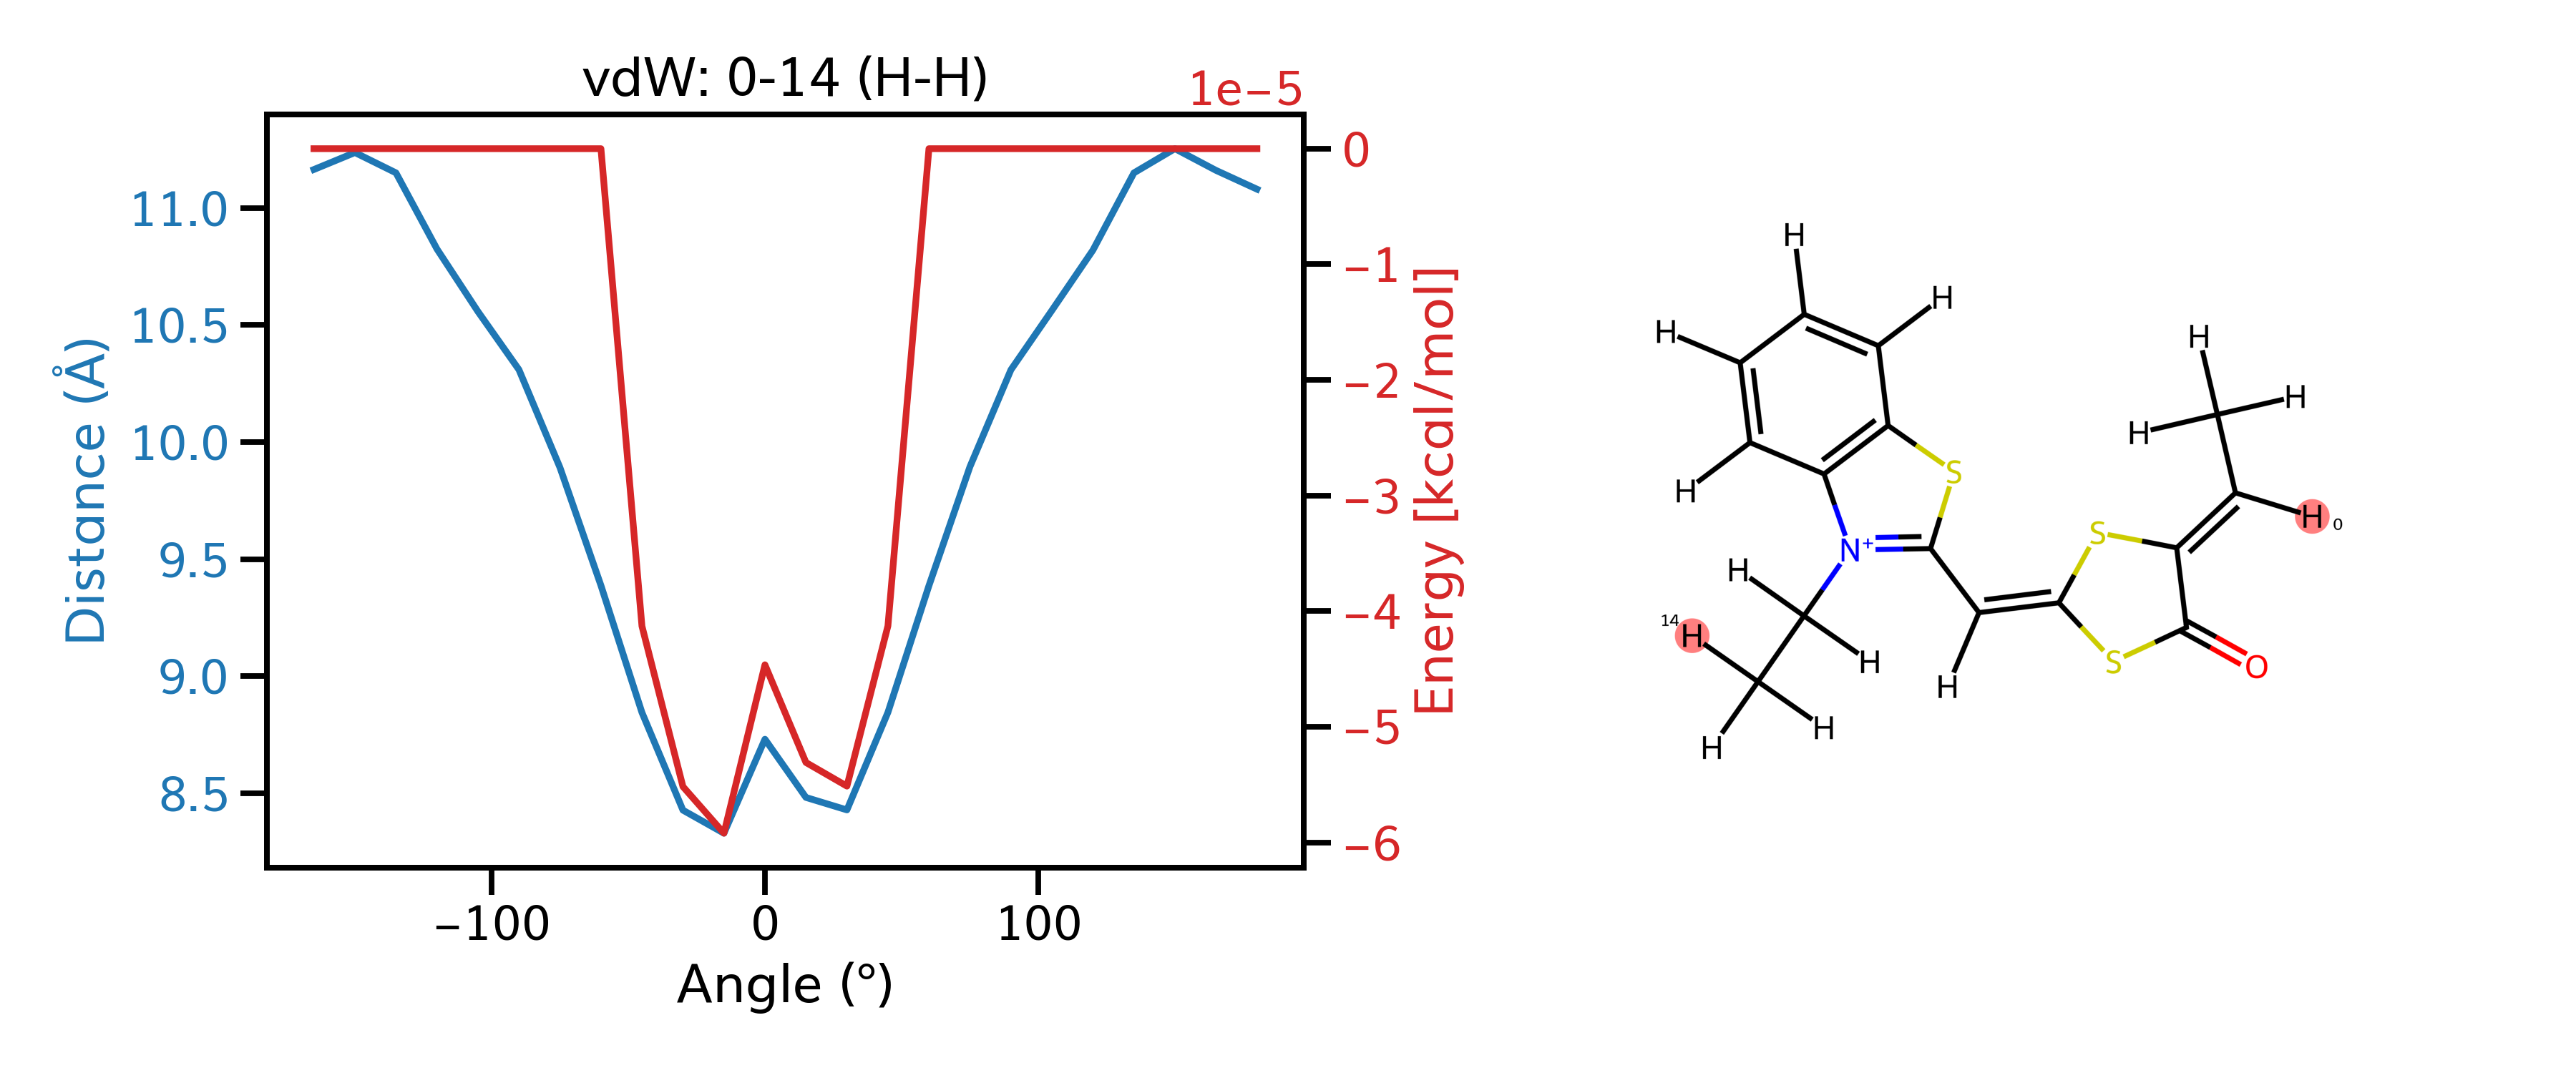 vdW: 0-14 (H-H)
1e−5
Distance (Å)
11.0
10.5
10.0
9.5
9.0
8.5
0
−1
−2
−3
−4
−5
−6
Energy [kcal/mol]
−100
0
100
Angle (°)
H
H
H
H
H
H
H
S
H
S
H 0
N+
H
14 H
H
H
S
O
H
H